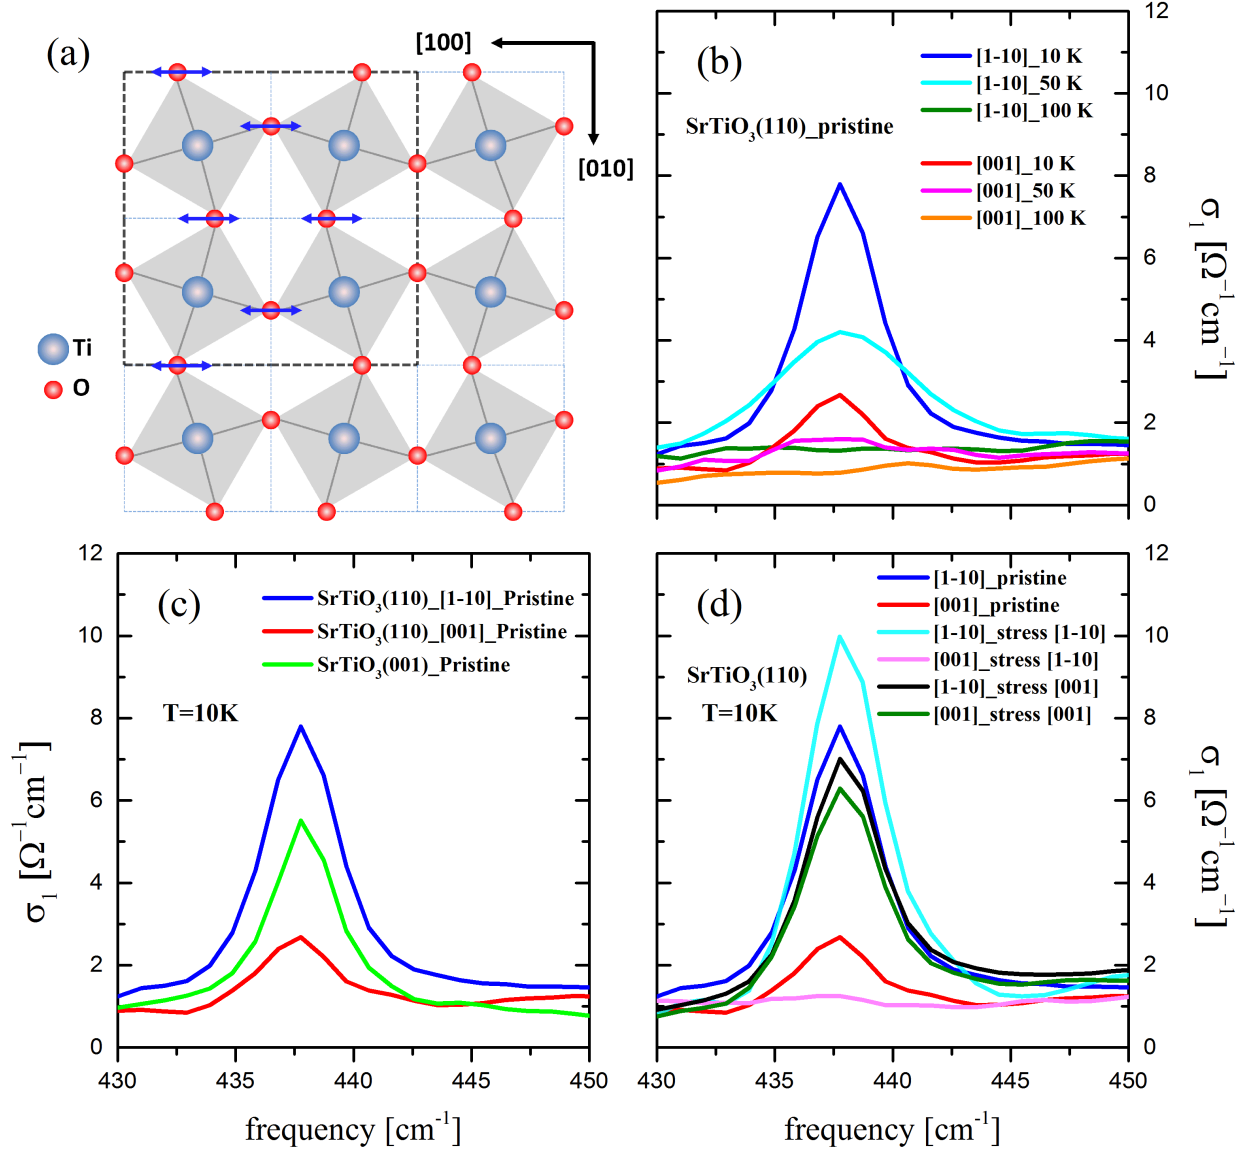 (a)
[100]
[010]
Ti
O
(b)
[1-10]_10 K
[1-10]_50 K
[1-10]_100 K
SrTiO₃(110)_pristine
[001]_10 K
[001]_50 K
[001]_100 K
12
10
8
6
4
2
0
σ₁ [Ω⁻¹cm⁻¹]
(c)
SrTiO₃(110)_[1-10]_Pristine
SrTiO₃(110)_[001]_Pristine
SrTiO₃(001)_Pristine
T=10K
12
10
8
6
4
2
0
σ₁ [Ω⁻¹cm⁻¹]
430
435
440
445
450
frequency [cm⁻¹]
(d)
[1-10]_pristine
[001]_pristine
[1-10]_stress [1-10]
[001]_stress [1-10]
[1-10]_stress [001]
[001]_stress [001]
SrTiO₃(110)
T=10K
12
10
8
6
4
2
0
σ₁ [Ω⁻¹cm⁻¹]
430
435
440
445
450
frequency [cm⁻¹]